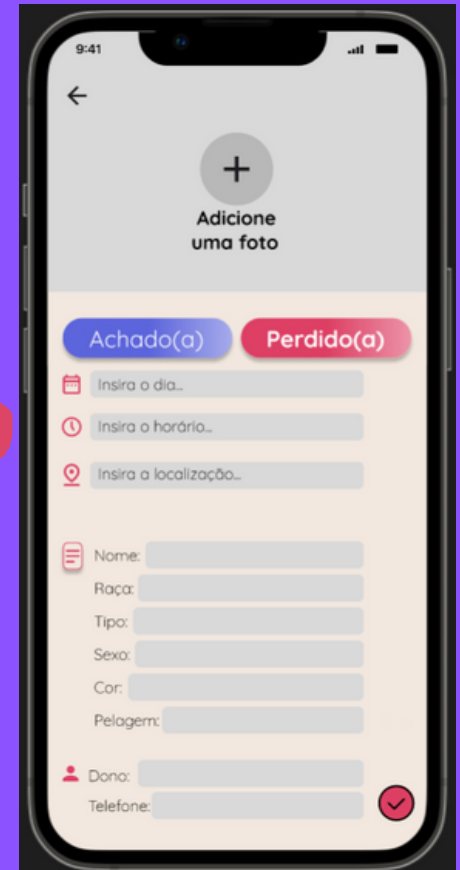 9:41
Adicione
uma foto
Achado(a) Perdido(a)
Insira o dia...
Insira o horário...
Insira a localização...
Nome:
Raça:
Tipo:
Sexo:
Cor:
Pelagem:
Dono:
Telefone: